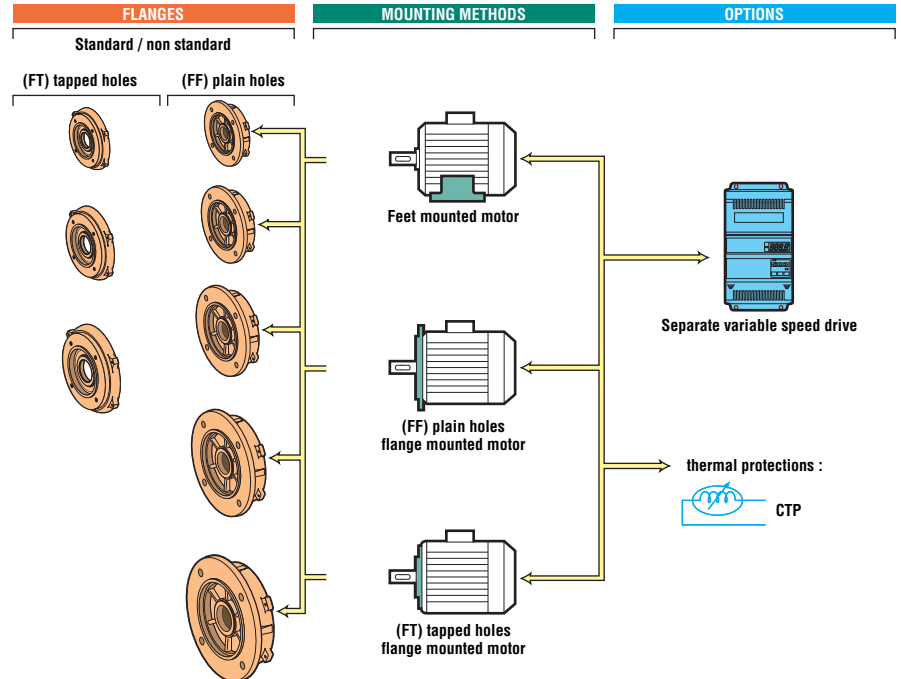 FLANGES
MOUNTING METHODS
OPTIONS
Standard / non standard
(FT) tapped holes
(FF) plain holes
Feet mounted motor
Separate variable speed drive
(FF) plain holes
flange mounted motor
thermal protections :
CTP
(FT) tapped holes
flange mounted motor